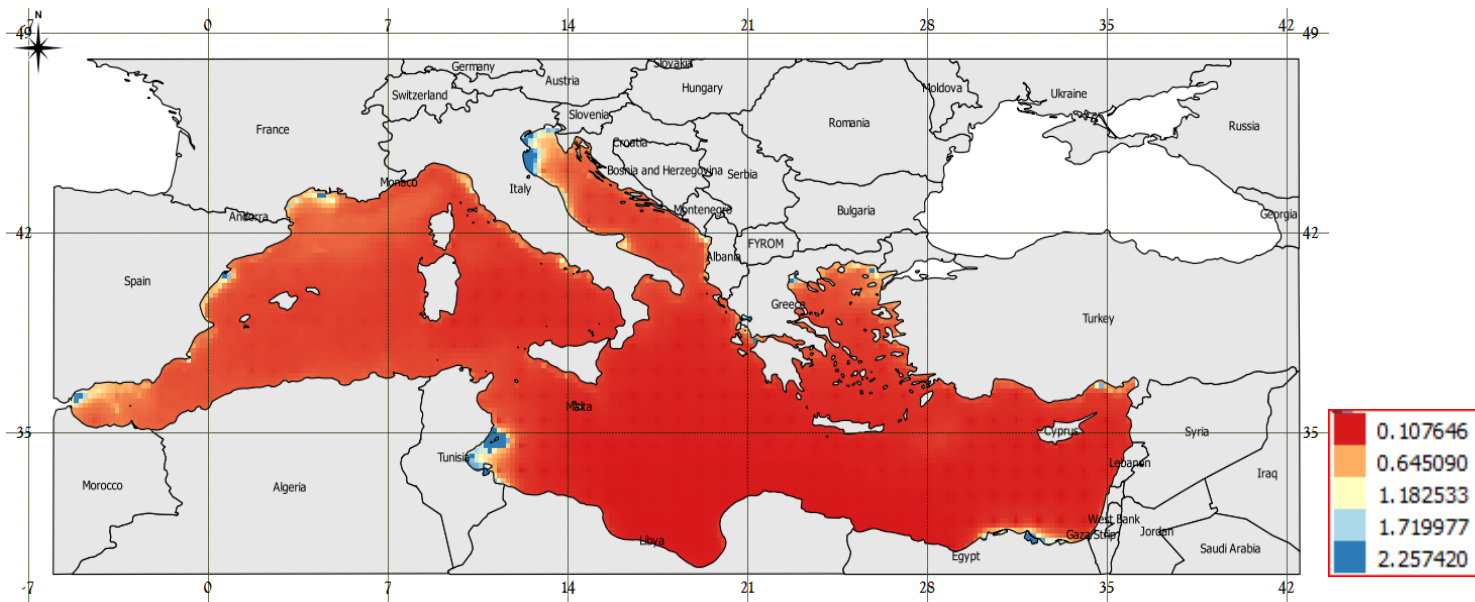 N
-7 0 7 14 21 28 35 42
49 49
Germany Slovakia
Austria
Switzerland Hungary Moldova Ukraine
Slovenia
France Romania Russia
Croatia
Bosnia and Herzegovina Serbia
Monaco Italy
Montenegro Bulgaria Georgia
Andorra
42 42
FYROM
Albania
Spain
Greece
Turkey
Malta
35 Cyprus Syria 35
Tunisia Lebanon
Iraq
Morocco Algeria
West Bank
Gaza Strip Jordan
Libya Saudi Arabia
Egypt
-7 0 7 14 21 28 35 42
0.107646
0.645090
1.182533
1.719977
2.257420